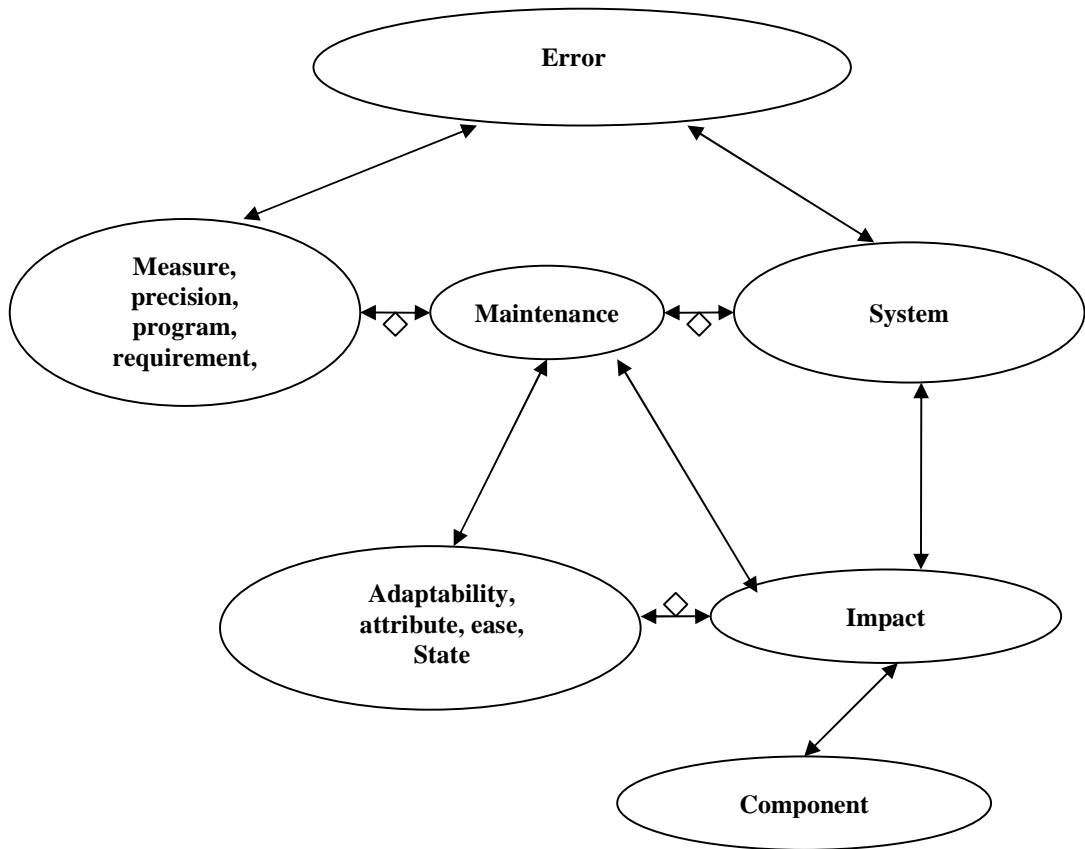 Error
Measure,
precision,
program,
requirement,
Maintenance
System
Adaptability,
attribute, ease,
State
Impact
Component